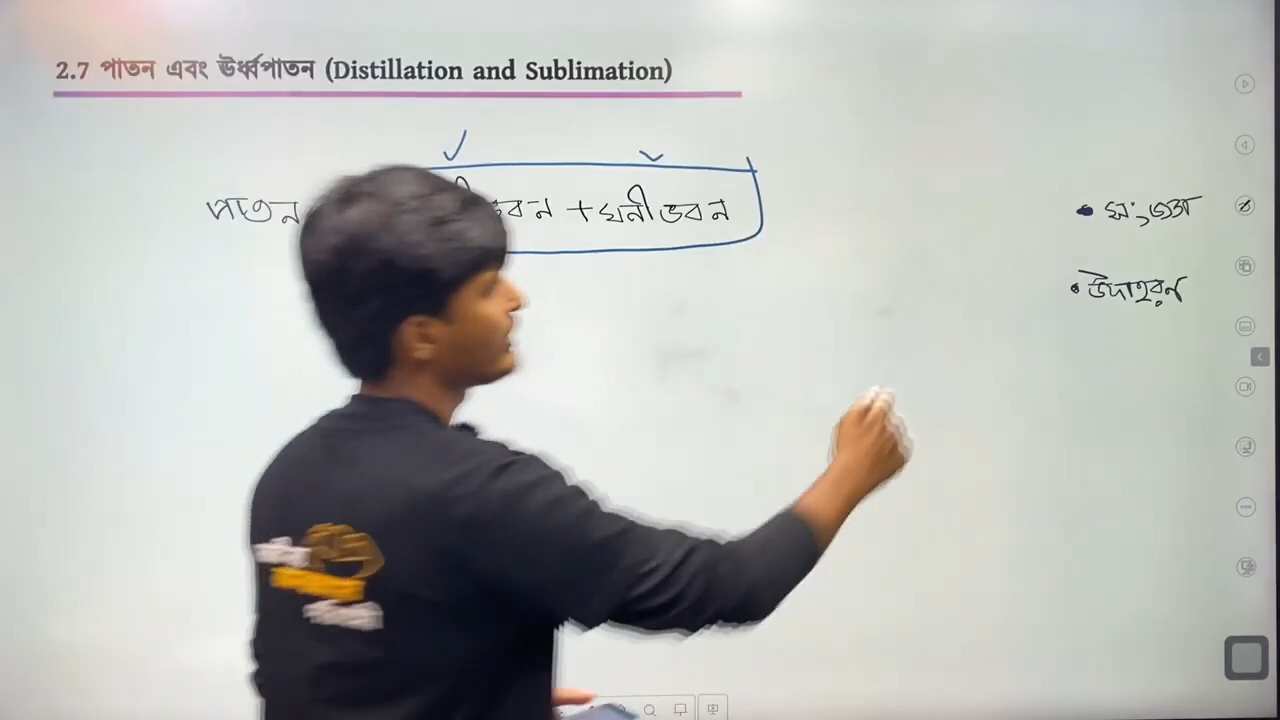 2.7 পাতন এবং ঊর্ধ্বপাতন (Distillation and Sublimation)
পাতন + ঘনীভবন
• সংজ্ঞা
• উদাহরণ